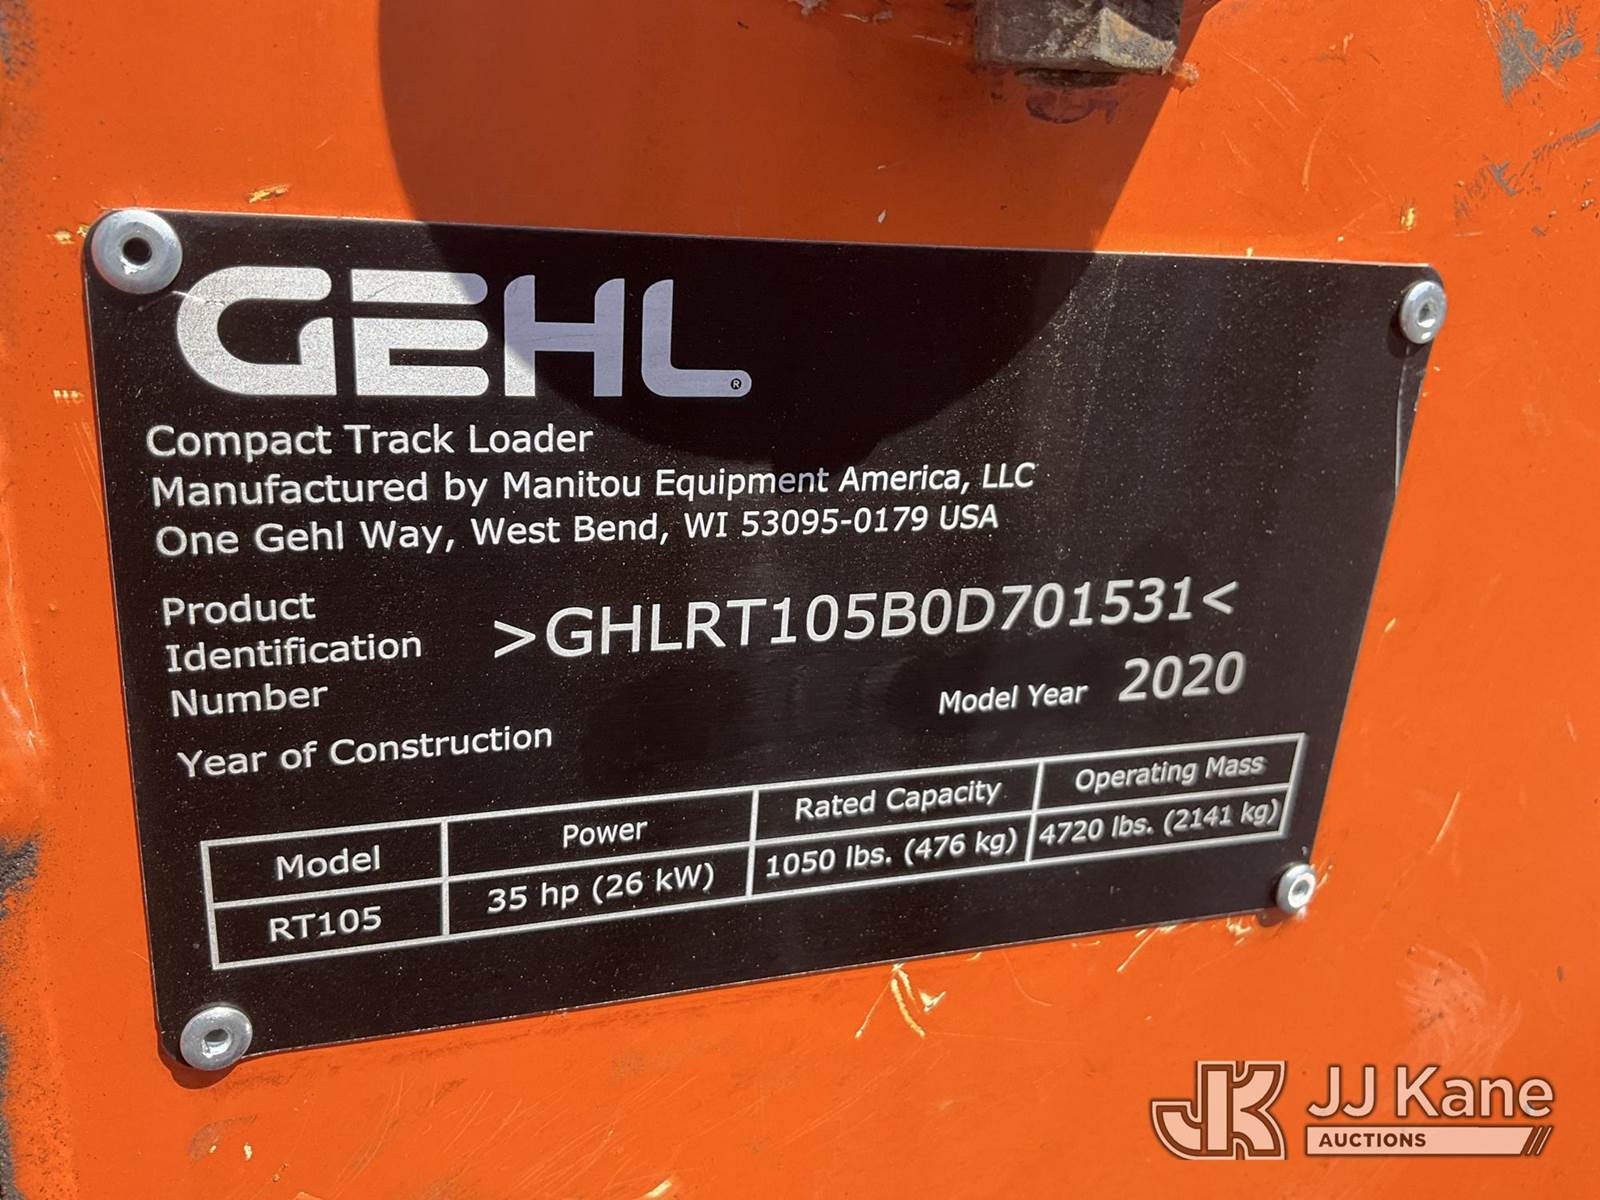 GEHL®
Compact Track Loader
Manufactured by Manitou Equipment America, LLC
One Gehl Way, West Bend, WI 53095-0179 USA
Product
Identification
Number
>GHLRT105B0D701531<
Model Year 2020
Year of Construction
Model Power Rated Capacity Operating Mass
RT105 35 hp (26 kW) 1050 lbs. (476 kg) 4720 lbs. (2141 kg)
JK JJ Kane
AUCTIONS